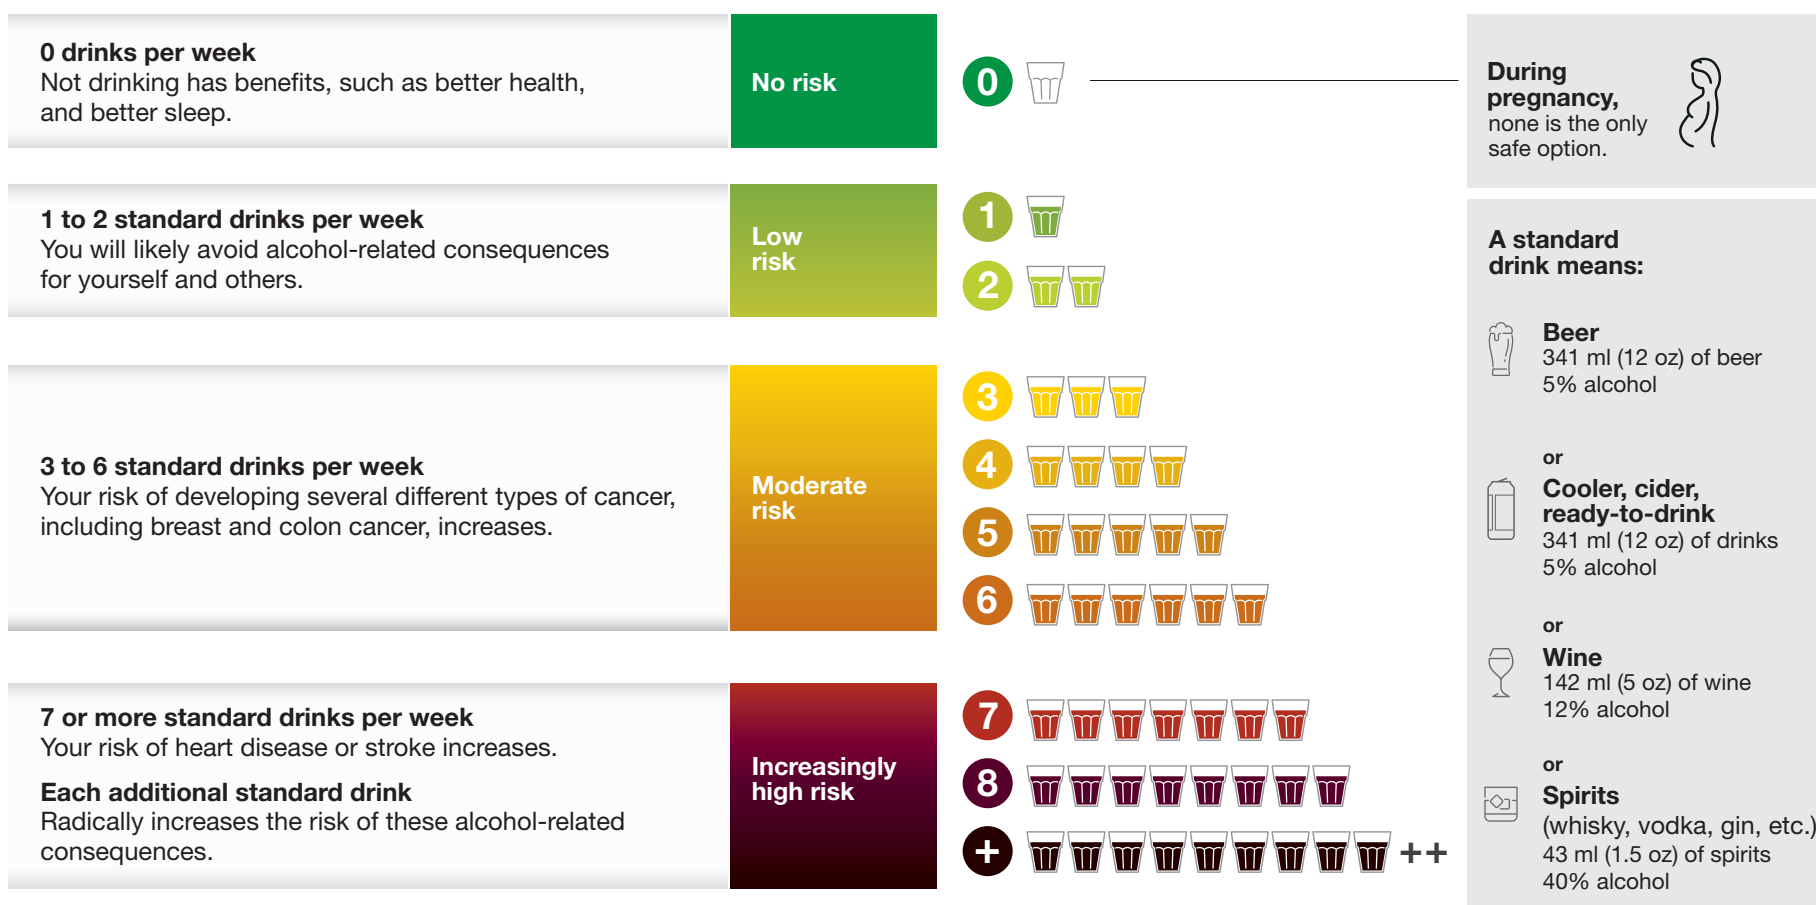 0 drinks per week
Not drinking has benefits, such as better health,
and better sleep.
No risk
0
During
pregnancy,
none is the only
safe option.
1 to 2 standard drinks per week
You will likely avoid alcohol-related consequences
for yourself and others.
Low
risk
1
2
3 to 6 standard drinks per week
Your risk of developing several different types of cancer,
including breast and colon cancer, increases.
Moderate
risk
3
4
5
6
7 or more standard drinks per week
Your risk of heart disease or stroke increases.
Each additional standard drink
Radically increases the risk of these alcohol-related
consequences.
Increasingly
high risk
7
8
+
++
A standard
drink means:
Beer
341 ml (12 oz) of beer
5% alcohol
or
Cooler, cider,
ready-to-drink
341 ml (12 oz) of drinks
5% alcohol
or
Wine
142 ml (5 oz) of wine
12% alcohol
or
Spirits
(whisky, vodka, gin, etc.)
43 ml (1.5 oz) of spirits
40% alcohol